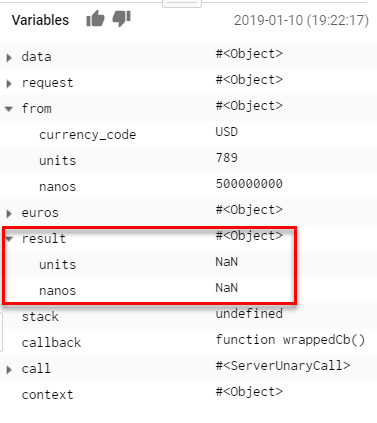 Variables 2019-01-10 (19:22:17)
data #<Object>
request #<Object>
from #<Object>
currency_code USD
units 789
nanos 500000000
euros #<Object>
result #<Object>
units NaN
nanos NaN
stack undefined
callback function wrappedCb()
call #<ServerUnaryCall>
context #<Object>